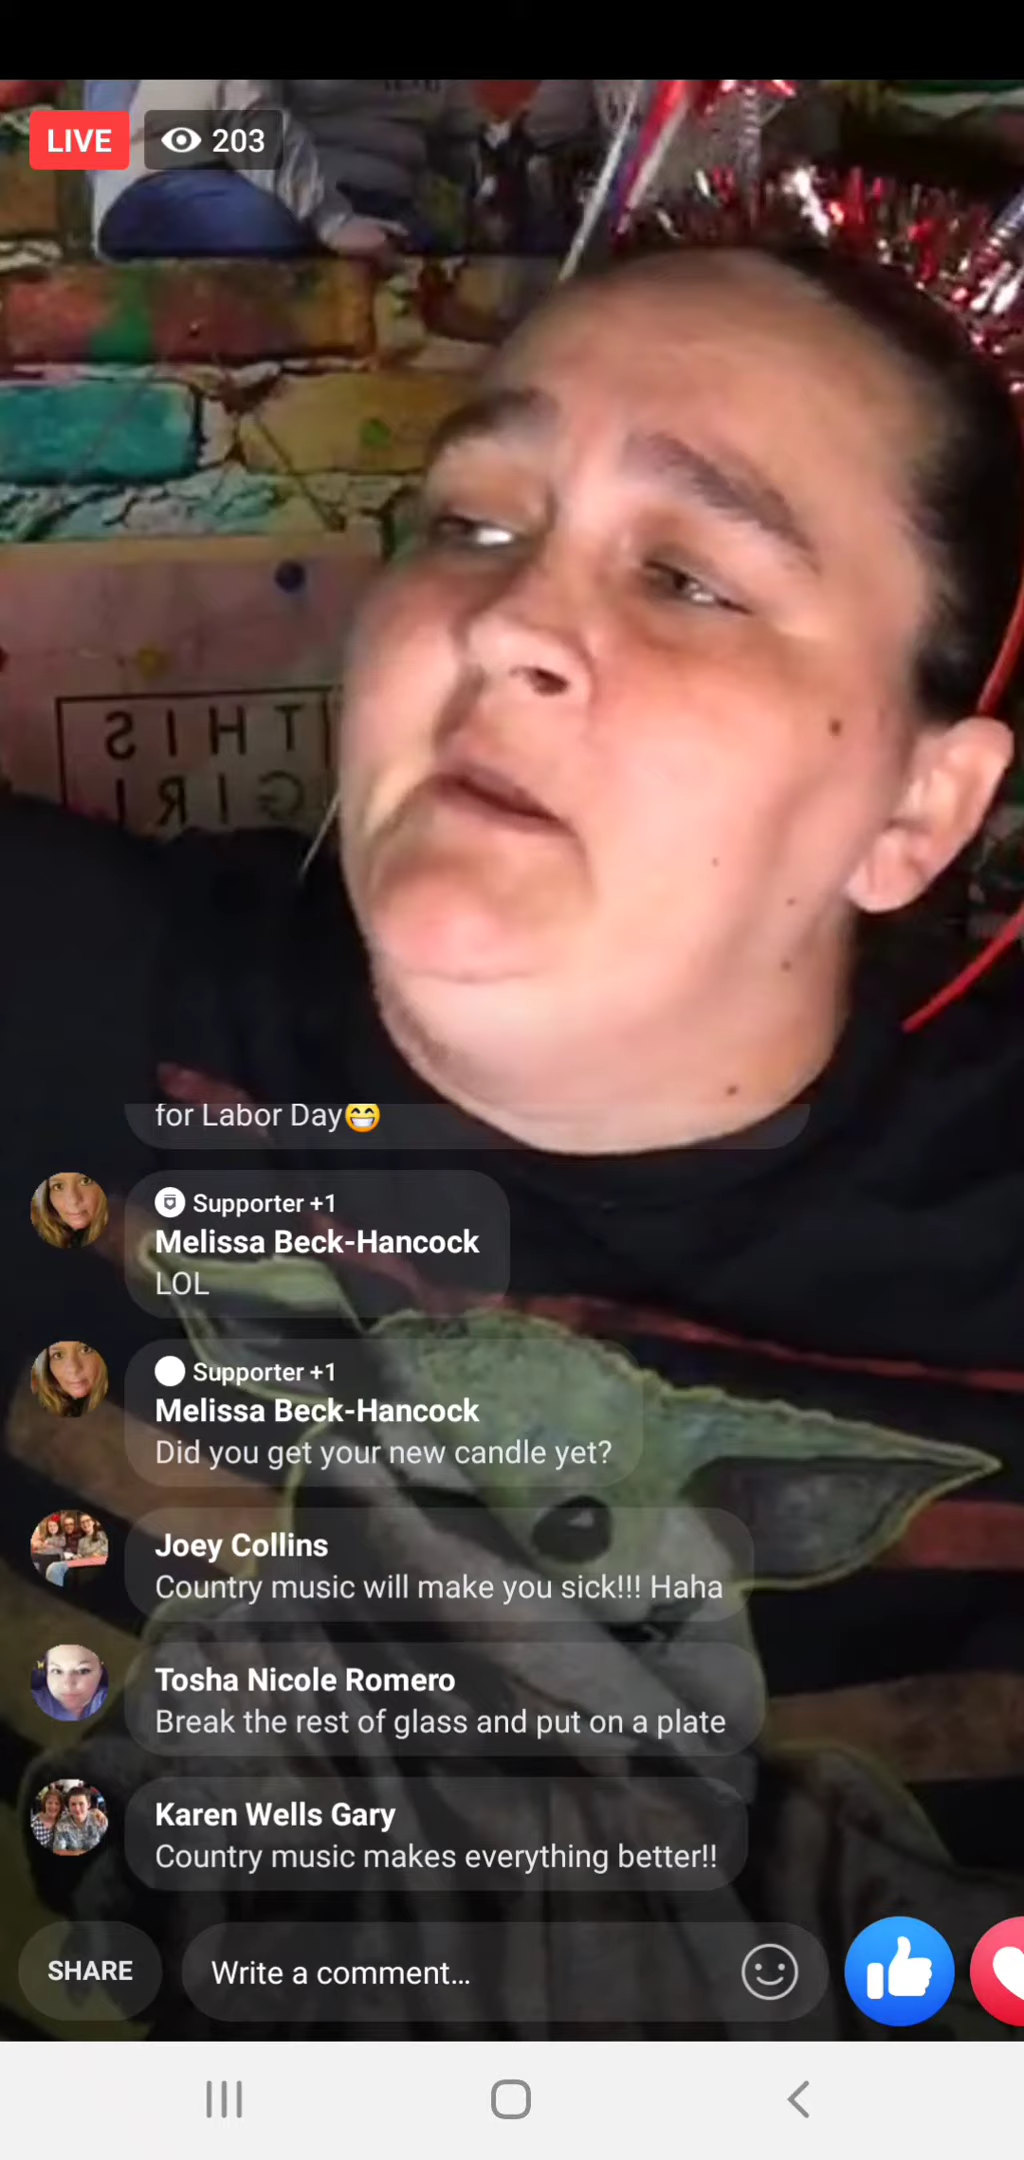 LIVE 203
THIS
GIRL
for Labor Day😁
Supporter +1
Melissa Beck-Hancock
LOL
Supporter +1
Melissa Beck-Hancock
Did you get your new candle yet?
Joey Collins
Country music will make you sick!!! Haha
Tosha Nicole Romero
Break the rest of glass and put on a plate
Karen Wells Gary
Country music makes everything better!!
SHARE
Write a comment...